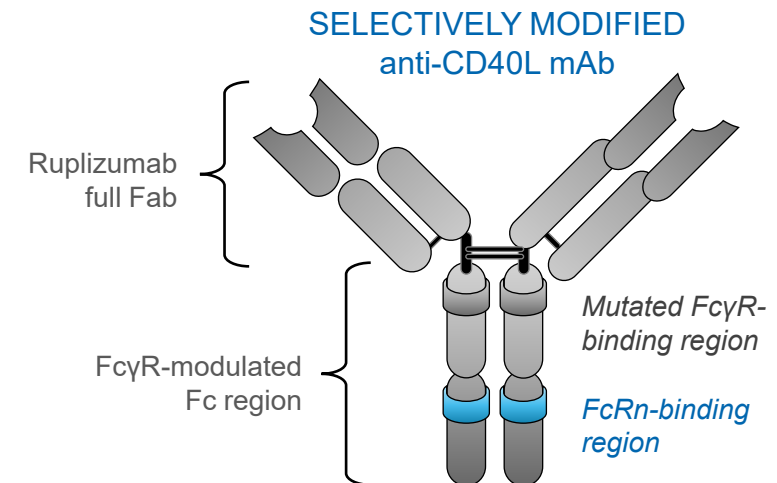 SELECTIVELY MODIFIED
anti-CD40L mAb
Ruplizumab
full Fab
Mutated FcγR-
binding region
FcγR-modulated
Fc region
FcRn-binding
region